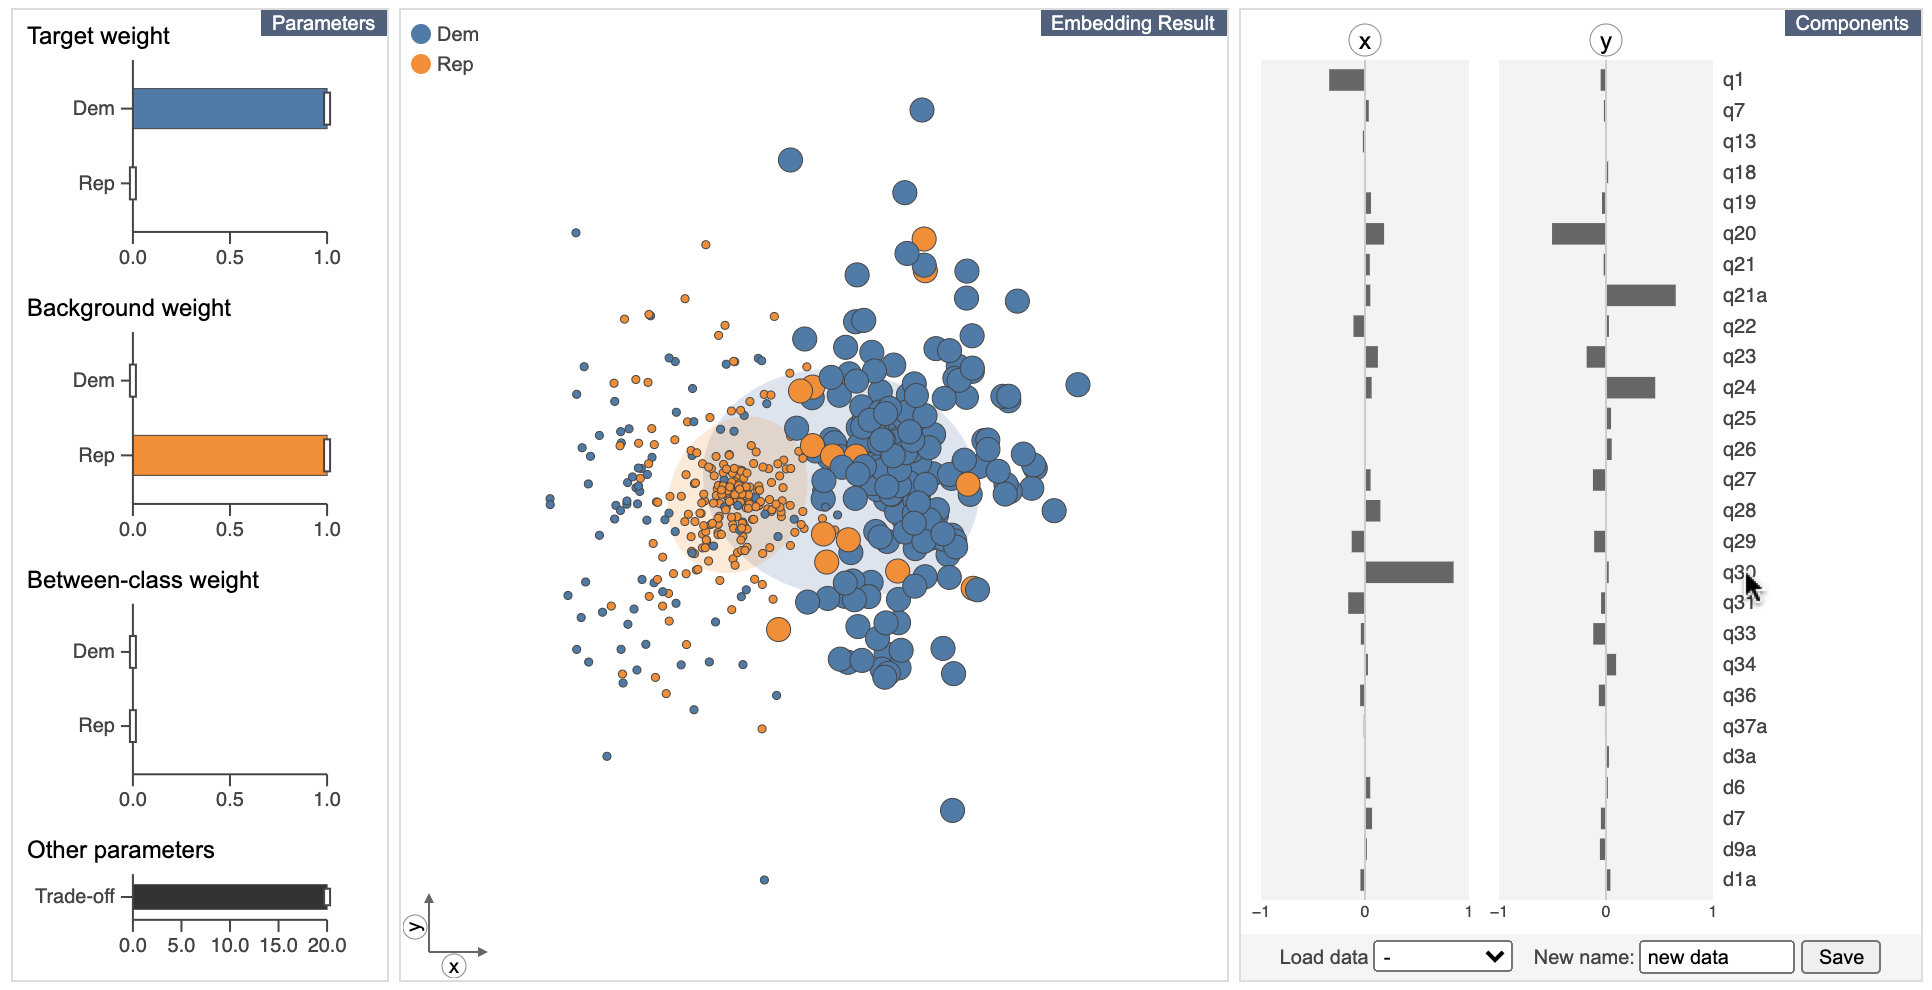 Parameters
Target weight
Dem
Rep
0.0 0.5 1.0
Background weight
Dem
Rep
0.0 0.5 1.0
Between-class weight
Dem
Rep
0.0 0.5 1.0
Other parameters
Trade-off
0.0 5.0 10.0 15.0 20.0
Embedding Result
Dem
Rep
y
x
Components
x y
q1
q7
q13
q18
q19
q20
q21
q21a
q22
q23
q24
q25
q26
q27
q28
q29
q30
q31
q33
q34
q36
q37a
d3a
d6
d7
d9a
d1a
−1 0 1 −1 0 1
Load data - New name: new data Save